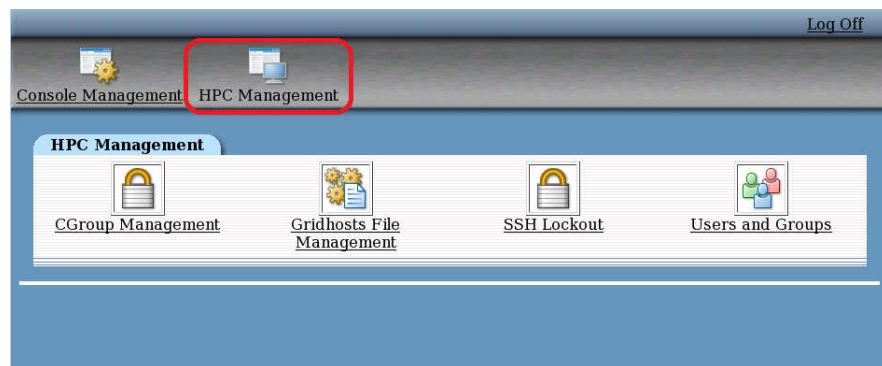 Log Off
Console Management HPC Management
HPC Management
CGroup Management
Gridhosts File
Management
SSH Lockout
Users and Groups